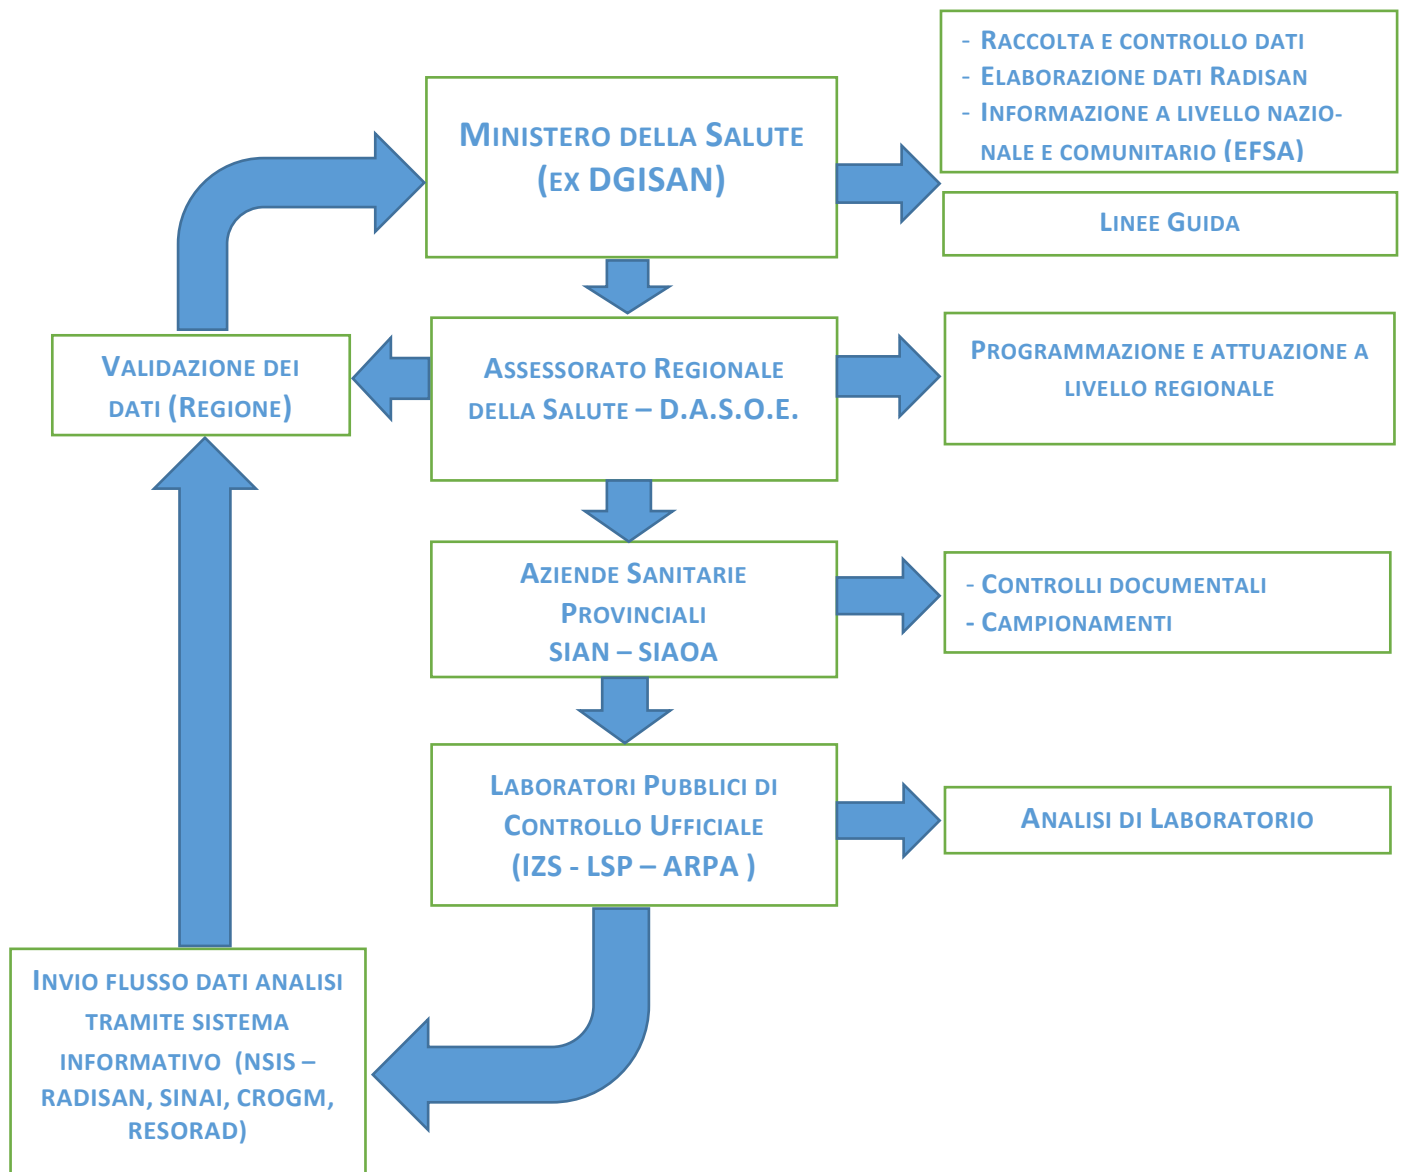 - Raccolta e controllo dati
- Elaborazione dati Radisan
- Informazione a livello nazio-
nale e comunitario (EFSA)
Ministero della Salute
(ex DGISAN)
Linee Guida
Validazione dei
dati (Regione)
Assessorato Regionale
della Salute – D.A.S.O.E.
Programmazione e attuazione a
livello regionale
Aziende Sanitarie
Provinciali
SIAN – SIAOA
- Controlli documentali
- Campionamenti
Laboratori Pubblici di
Controllo Ufficiale
(IZS - LSP – ARPA )
Analisi di Laboratorio
Invio flusso dati analisi
tramite sistema
informativo (NSIS –
RADISAN, SINAI, CROGM,
RESORAD)